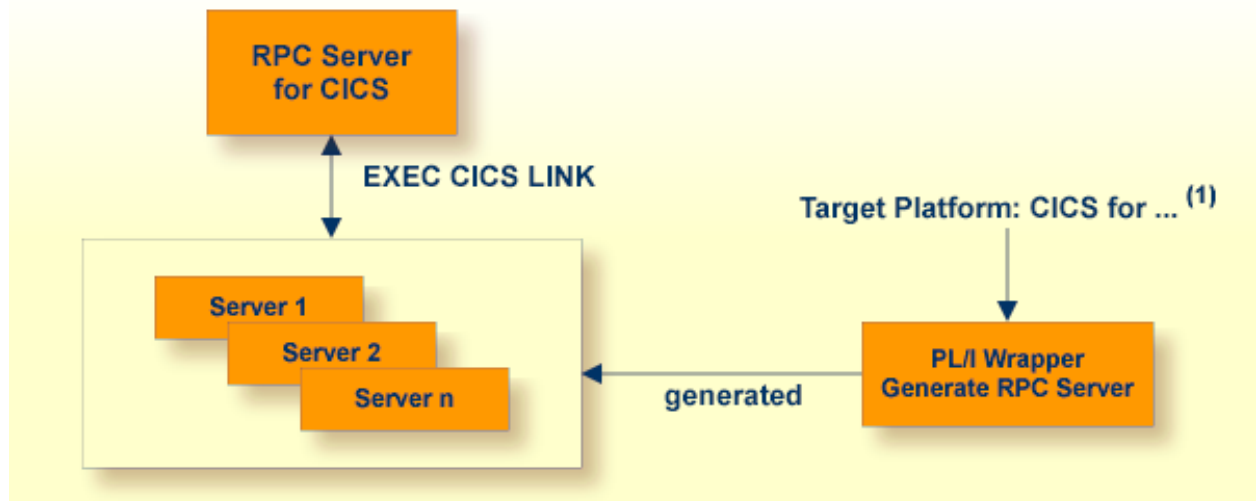 RPC Server
for CICS
EXEC CICS LINK
Target Platform: CICS for ... (1)
Server 1
Server 2
Server n
generated
PL/I Wrapper
Generate RPC Server